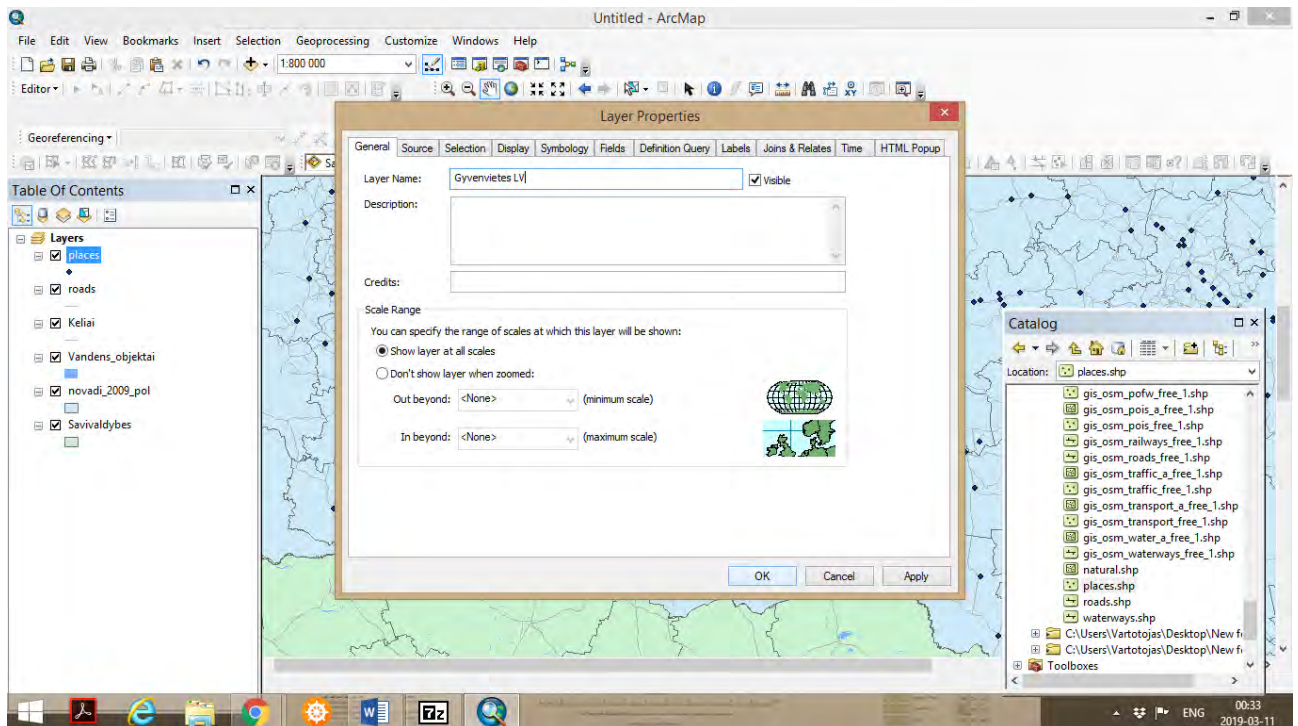 Untitled - ArcMap
File Edit View Bookmarks Insert Selection Geoprocessing Customize Windows Help
1:800 000
Editor
Georeferencing
Layer Properties
General Source Selection Display Symbology Fields Definition Query Labels Joins & Relates Time HTML Popup
Layer Name: Gyvenvietes LV Visible
Description:
Credits:
Scale Range
You can specify the range of scales at which this layer will be shown:
Show layer at all scales
Don't show layer when zoomed:
Out beyond: <None> (minimum scale)
In beyond: <None> (maximum scale)
OK Cancel Apply
Table Of Contents
Layers
places
roads
Keliai
Vandens_objektai
novadi_2009_pol
Savivaldybes
Catalog
Location: places.shp
gis_osm_pofw_free_1.shp
gis_osm_pois_a_free_1.shp
gis_osm_pois_free_1.shp
gis_osm_railways_free_1.shp
gis_osm_roads_free_1.shp
gis_osm_traffic_a_free_1.shp
gis_osm_traffic_free_1.shp
gis_osm_transport_a_free_1.shp
gis_osm_transport_free_1.shp
gis_osm_water_a_free_1.shp
gis_osm_waterways_free_1.shp
natural.shp
places.shp
roads.shp
waterways.shp
C:\Users\Vartotojas\Desktop\New f
C:\Users\Vartotojas\Desktop\New f
Toolboxes
7z
ENG
00:33
2019-03-11